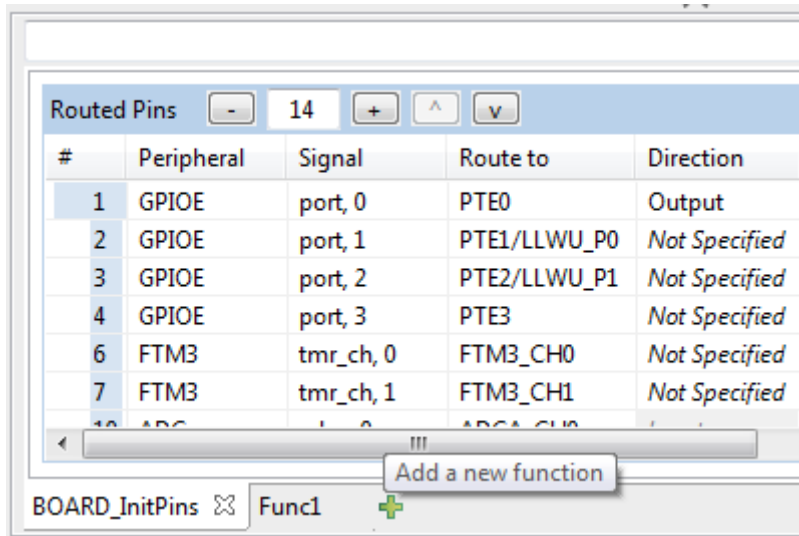 Routed Pins - 14 + ^ v
# Peripheral Signal Route to Direction
1 GPIOE port, 0 PTE0 Output
2 GPIOE port, 1 PTE1/LLWU_P0 Not Specified
3 GPIOE port, 2 PTE2/LLWU_P1 Not Specified
4 GPIOE port, 3 PTE3 Not Specified
6 FTM3 tmr_ch, 0 FTM3_CH0 Not Specified
7 FTM3 tmr_ch, 1 FTM3_CH1 Not Specified
Add a new function
BOARD_InitPins Func1